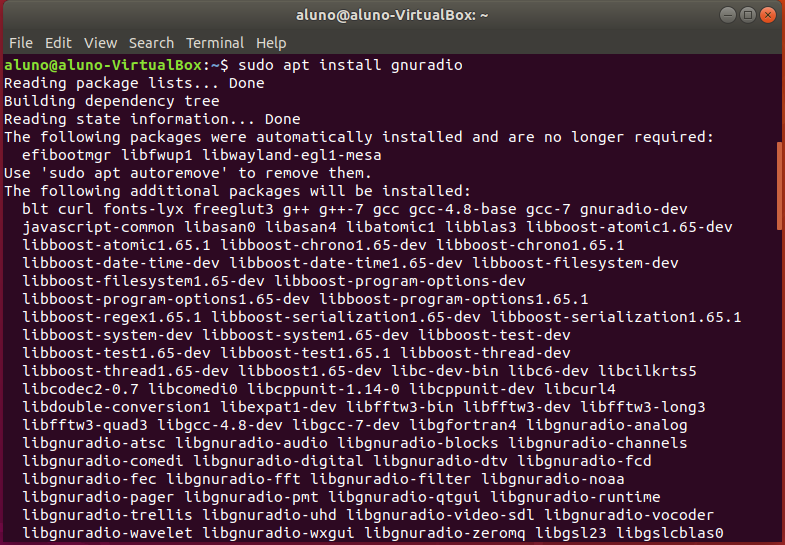 aluno@aluno-VirtualBox: ~
File Edit View Search Terminal Help
aluno@aluno-VirtualBox:~$ sudo apt install gnuradio
Reading package lists... Done
Building dependency tree
Reading state information... Done
The following packages were automatically installed and are no longer required:
efibootmgr libfwup1 libwayland-egl1-mesa
Use 'sudo apt autoremove' to remove them.
The following additional packages will be installed:
blt curl fonts-lyx freeglut3 g++ g++-7 gcc gcc-4.8-base gcc-7 gnuradio-dev
javascript-common libasan0 libasan4 libatomic1 libblas3 libboost-atomic1.65-dev
libboost-atomic1.65.1 libboost-chrono1.65-dev libboost-chrono1.65.1
libboost-date-time-dev libboost-date-time1.65-dev libboost-filesystem-dev
libboost-filesystem1.65-dev libboost-program-options-dev
libboost-program-options1.65-dev libboost-program-options1.65.1
libboost-regex1.65.1 libboost-serialization1.65-dev libboost-serialization1.65.1
libboost-system-dev libboost-system1.65-dev libboost-test-dev
libboost-test1.65-dev libboost-test1.65.1 libboost-thread-dev
libboost-thread1.65-dev libboost1.65-dev libc-dev-bin libc6-dev libcilkrts5
libcodec2-0.7 libcomedi0 libcppunit-1.14-0 libcppunit-dev libcurl4
libdouble-conversion1 libexpat1-dev libfftw3-bin libfftw3-dev libfftw3-long3
libfftw3-quad3 libgcc-4.8-dev libgcc-7-dev libgfortran4 libgnuradio-analog
libgnuradio-atsc libgnuradio-audio libgnuradio-blocks libgnuradio-channels
libgnuradio-comedi libgnuradio-digital libgnuradio-dtv libgnuradio-fcd
libgnuradio-fec libgnuradio-fft libgnuradio-filter libgnuradio-noaa
libgnuradio-pager libgnuradio-pmt libgnuradio-qtgui libgnuradio-runtime
libgnuradio-trellis libgnuradio-uhd libgnuradio-video-sdl libgnuradio-vocoder
libgnuradio-wavelet libgnuradio-wxgui libgnuradio-zeromq libgsl23 libgslcblas0